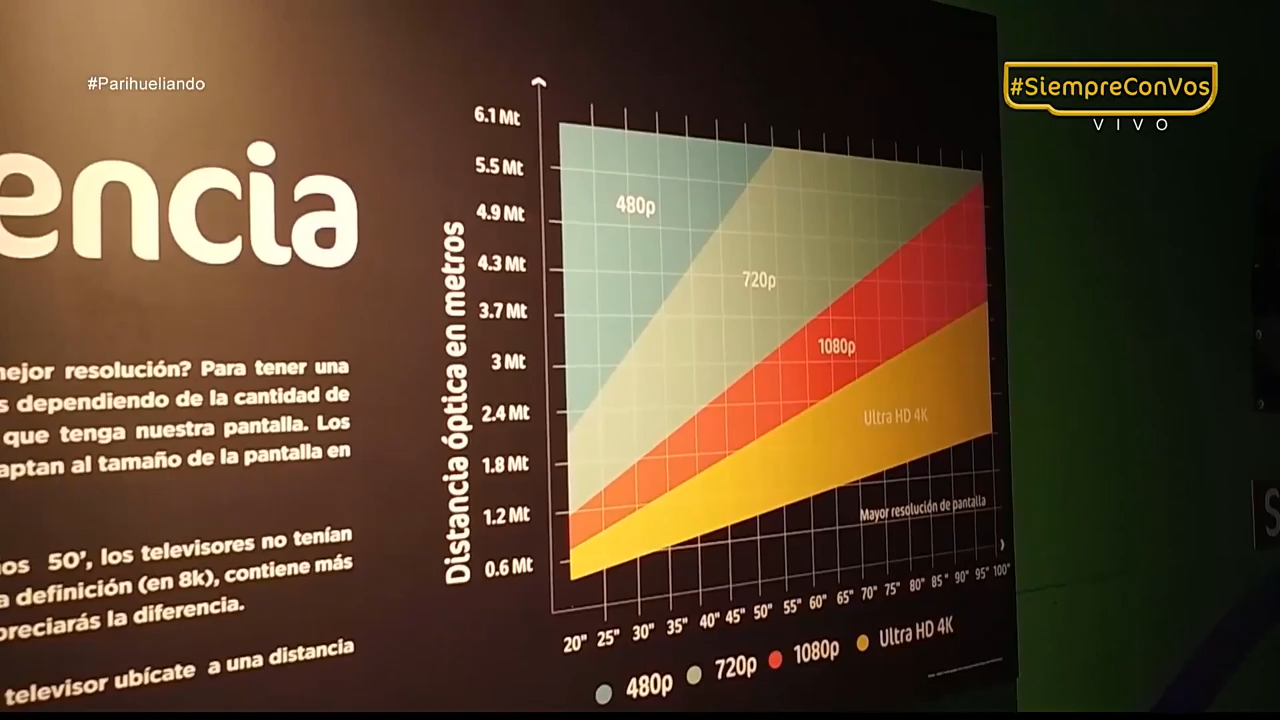 #Parihueliando
#SiempreConVos
VIVO
encia
mejor resolución? Para tener una
s dependiendo de la cantidad de
que tenga nuestra pantalla. Los
aptan al tamaño de la pantalla en
50’, los televisores no tenían
a definición (en 8k), contiene más
preciarás la diferencia.
televisor ubícate a una distancia
Distancia óptica en metros
6.1 Mt
5.5 Mt
4.9 Mt
4.3 Mt
3.7 Mt
3 Mt
2.4 Mt
1.8 Mt
1.2 Mt
0.6 Mt
480p
720p
1080p
Ultra HD 4K
Mayor resolución de pantalla
20" 25" 30" 35" 40" 45" 50" 55" 60" 65" 70" 75" 80" 85" 90" 95" 100"
480p 720p 1080p Ultra HD 4K